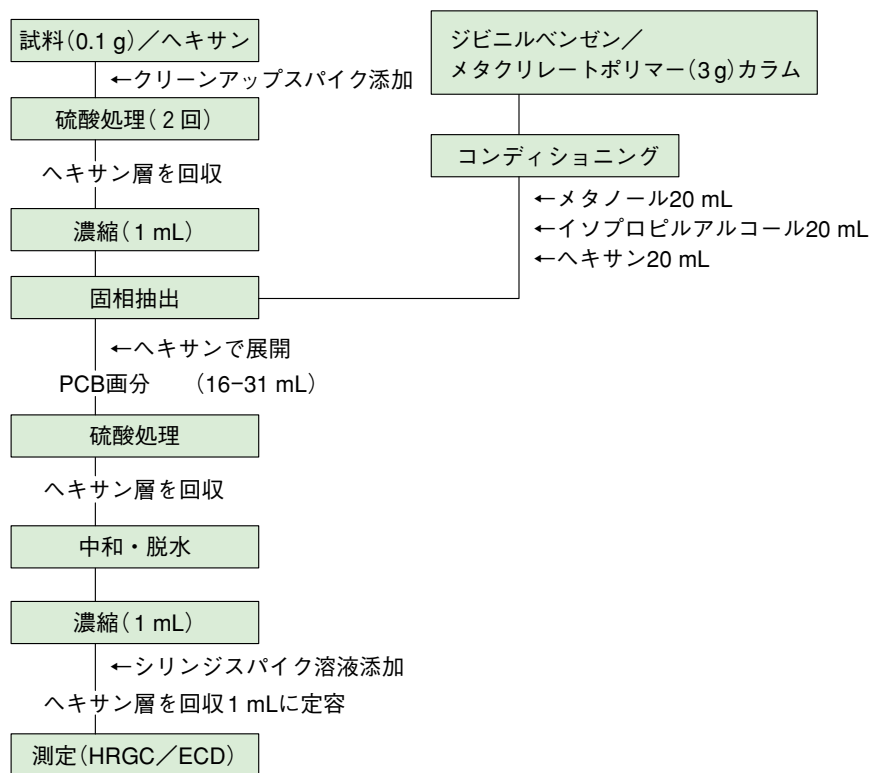 試料(0.1 g)／ヘキサン
←クリーンアップスパイク添加
硫酸処理(2回)
ヘキサン層を回収
濃縮(1 mL)
固相抽出
←ヘキサンで展開
PCB画分 (16−31 mL)
硫酸処理
ヘキサン層を回収
中和・脱水
濃縮(1 mL)
←シリンジスパイク溶液添加
ヘキサン層を回収1 mLに定容
測定(HRGC／ECD)
ジビニルベンゼン／
メタクリレートポリマー(3 g)カラム
コンディショニング
←メタノール20 mL
←イソプロピルアルコール20 mL
←ヘキサン20 mL